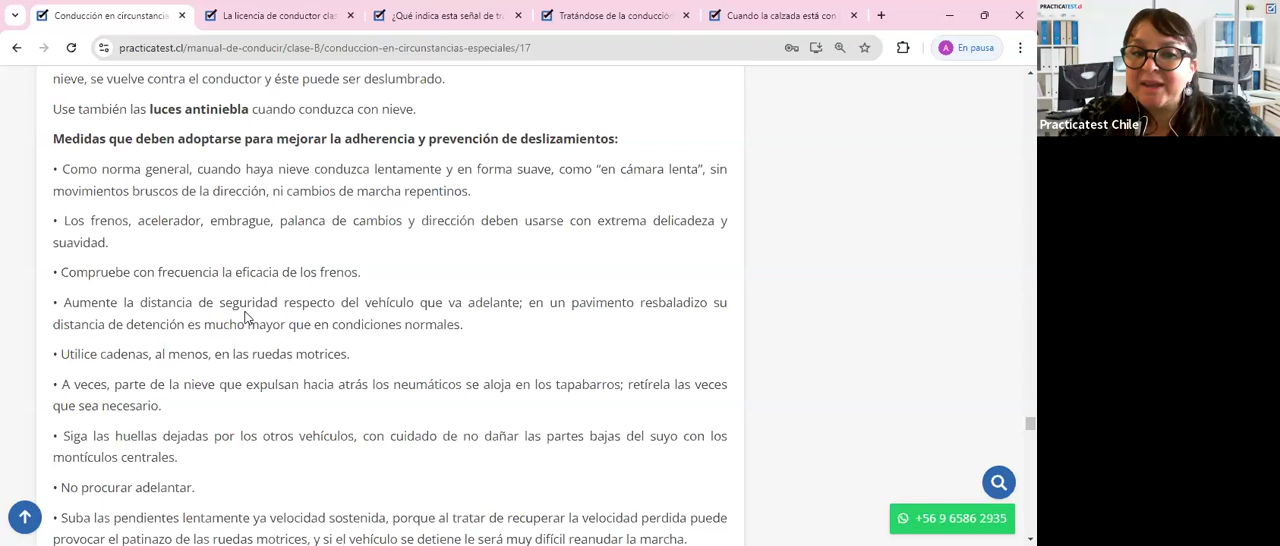 Conducción en circunstancia
La licencia de conductor clas
¿Qué indica esta señal de tr
Tratándose de la conducción
Cuando la calzada está con
practicatest.cl/manual-de-conducir/clase-B/conduccion-en-circunstancias-especiales/17
A En pausa
nieve, se vuelve contra el conductor y éste puede ser deslumbrado.
Use también las luces antiniebla cuando conduzca con nieve.
Medidas que deben adoptarse para mejorar la adherencia y prevención de deslizamientos:
• Como norma general, cuando haya nieve conduzca lentamente y en forma suave, como “en cámara lenta”, sin
movimientos bruscos de la dirección, ni cambios de marcha repentinos.
• Los frenos, acelerador, embrague, palanca de cambios y dirección deben usarse con extrema delicadeza y
suavidad.
• Compruebe con frecuencia la eficacia de los frenos.
• Aumente la distancia de seguridad respecto del vehículo que va adelante; en un pavimento resbaladizo su
distancia de detención es mucho mayor que en condiciones normales.
• Utilice cadenas, al menos, en las ruedas motrices.
• A veces, parte de la nieve que expulsan hacia atrás los neumáticos se aloja en los tapabarros; retírela las veces
que sea necesario.
• Siga las huellas dejadas por los otros vehículos, con cuidado de no dañar las partes bajas del suyo con los
montículos centrales.
• No procurar adelantar.
• Suba las pendientes lentamente ya velocidad sostenida, porque al tratar de recuperar la velocidad perdida puede
provocar el patinazo de las ruedas motrices, y si el vehículo se detiene le será muy difícil reanudar la marcha.
+56 9 6586 2935
PRACTICATEST.cl
Practicatest Chile